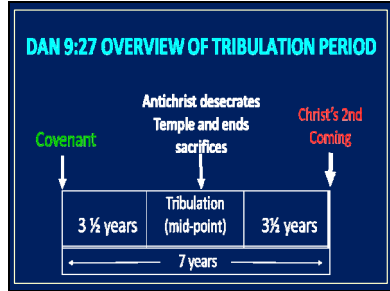 DAN 9:27 OVERVIEW OF TRIBULATION PERIOD
Antichrist desecrates
Temple and ends
sacrifices
Christ's 2nd
Coming
Covenant
3 ½ years
Tribulation
(mid-point)
3½ years
7 years